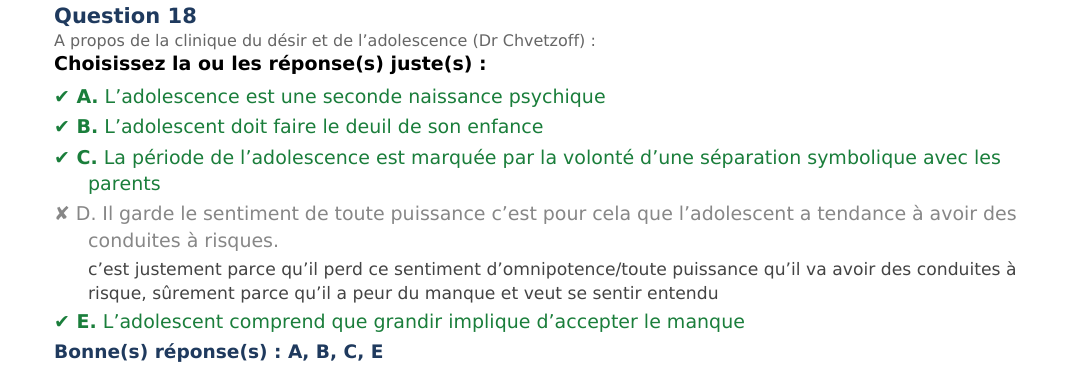 Question 18
A propos de la clinique du désir et de l’adolescence (Dr Chvetzoff) :
Choisissez la ou les réponse(s) juste(s) :
✔ A. L’adolescence est une seconde naissance psychique
✔ B. L’adolescent doit faire le deuil de son enfance
✔ C. La période de l’adolescence est marquée par la volonté d’une séparation symbolique avec les
parents
✘ D. Il garde le sentiment de toute puissance c’est pour cela que l’adolescent a tendance à avoir des
conduites à risques.
c’est justement parce qu’il perd ce sentiment d’omnipotence/toute puissance qu’il va avoir des conduites à
risque, sûrement parce qu’il a peur du manque et veut se sentir entendu
✔ E. L’adolescent comprend que grandir implique d’accepter le manque
Bonne(s) réponse(s) : A, B, C, E